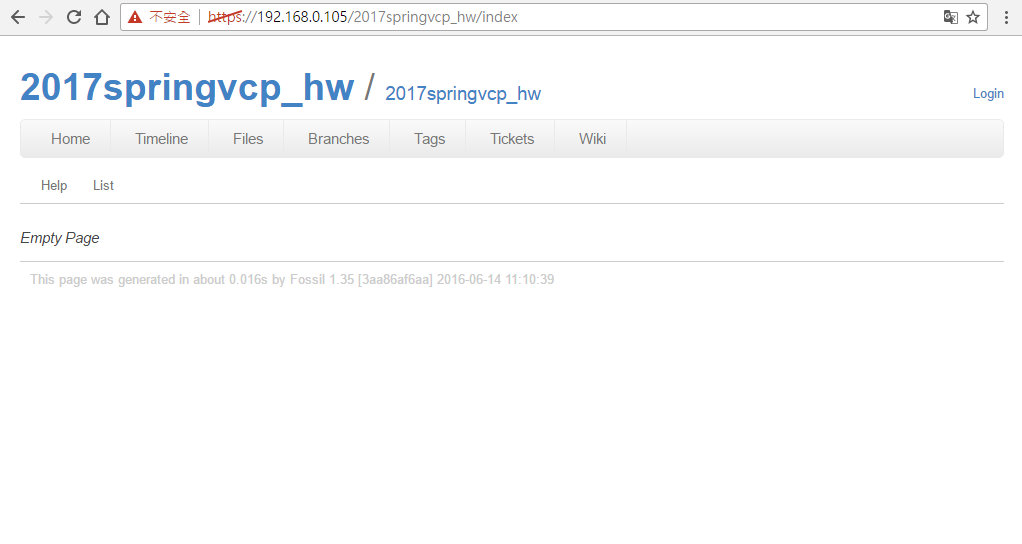 不安全 https://192.168.0.105/2017springvcp_hw/index
2017springvcp_hw / 2017springvcp_hw
Login
Home Timeline Files Branches Tags Tickets Wiki
Help List
Empty Page
This page was generated in about 0.016s by Fossil 1.35 [3aa86af6aa] 2016-06-14 11:10:39